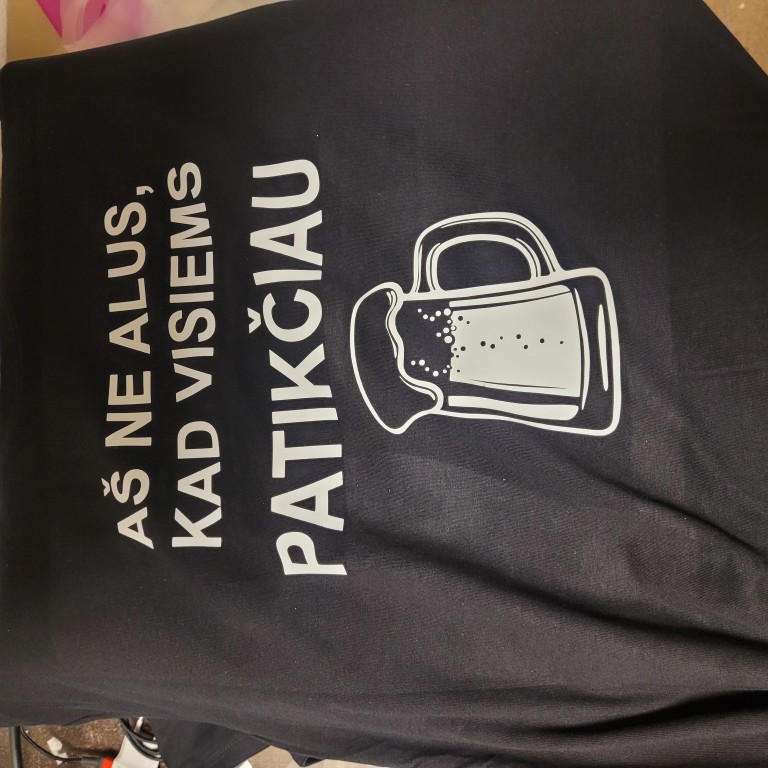 AŠ NE ALUS,
KAD VISIEMS
PATIKČIAU